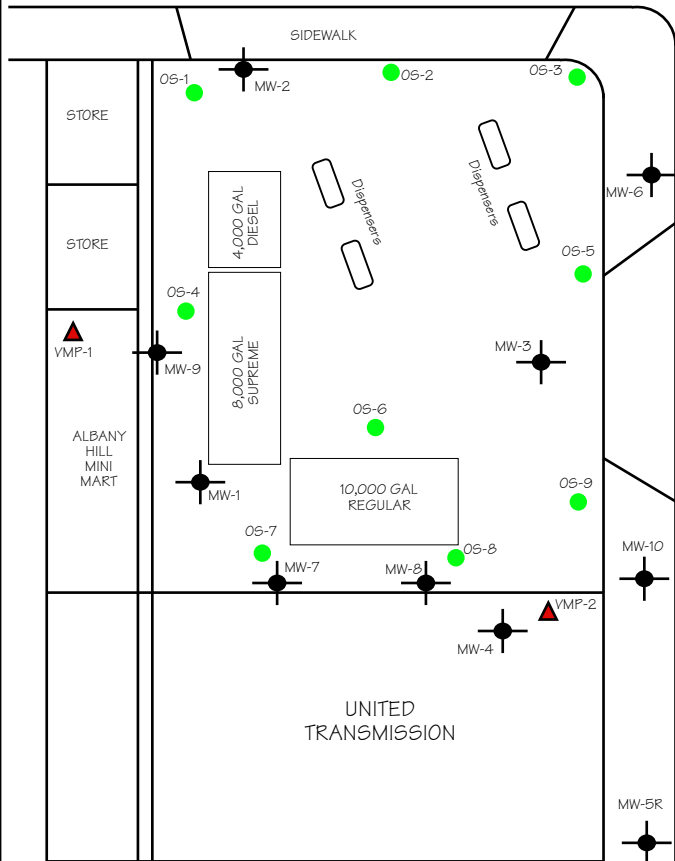 SIDEWALK
OS-1
MW-2
OS-2
OS-3
STORE
Dispensers
Dispensers
MW-6
4,000 GAL
DIESEL
STORE
OS-5
OS-4
VMP-1
MW-9
8,000 GAL
SUPREME
MW-3
OS-6
ALBANY
HILL
MINI
MART
MW-1
10,000 GAL
REGULAR
OS-9
OS-7
OS-8
MW-7
MW-8
MW-10
VMP-2
MW-4
UNITED
TRANSMISSION
MW-5R